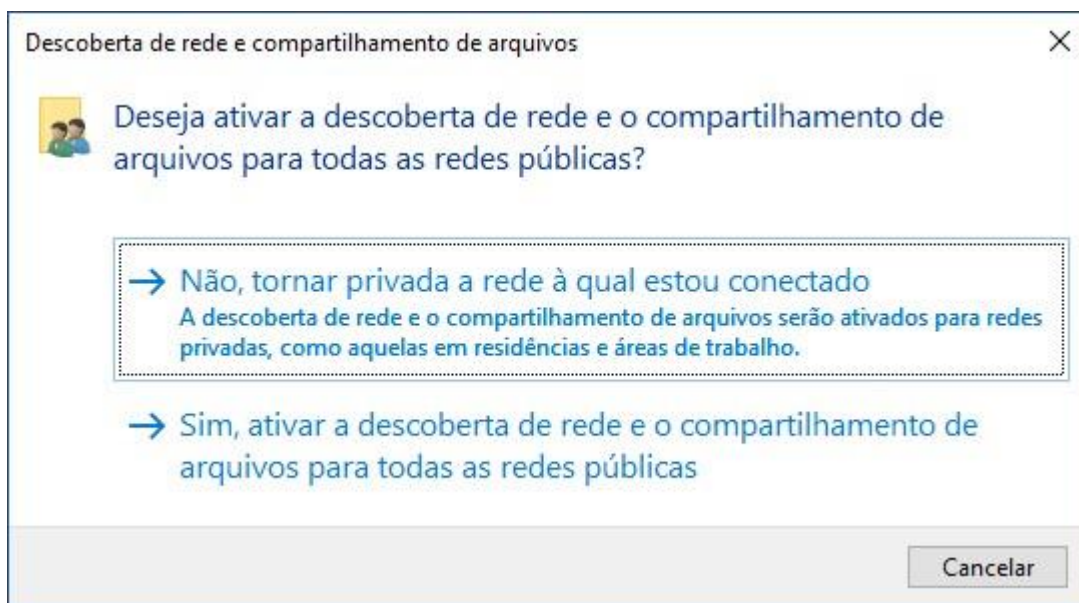 Descoberta de rede e compartilhamento de arquivos
Deseja ativar a descoberta de rede e o compartilhamento de
arquivos para todas as redes públicas?
Não, tornar privada a rede à qual estou conectado
A descoberta de rede e o compartilhamento de arquivos serão ativados para redes
privadas, como aquelas em residências e áreas de trabalho.
Sim, ativar a descoberta de rede e o compartilhamento de
arquivos para todas as redes públicas
Cancelar